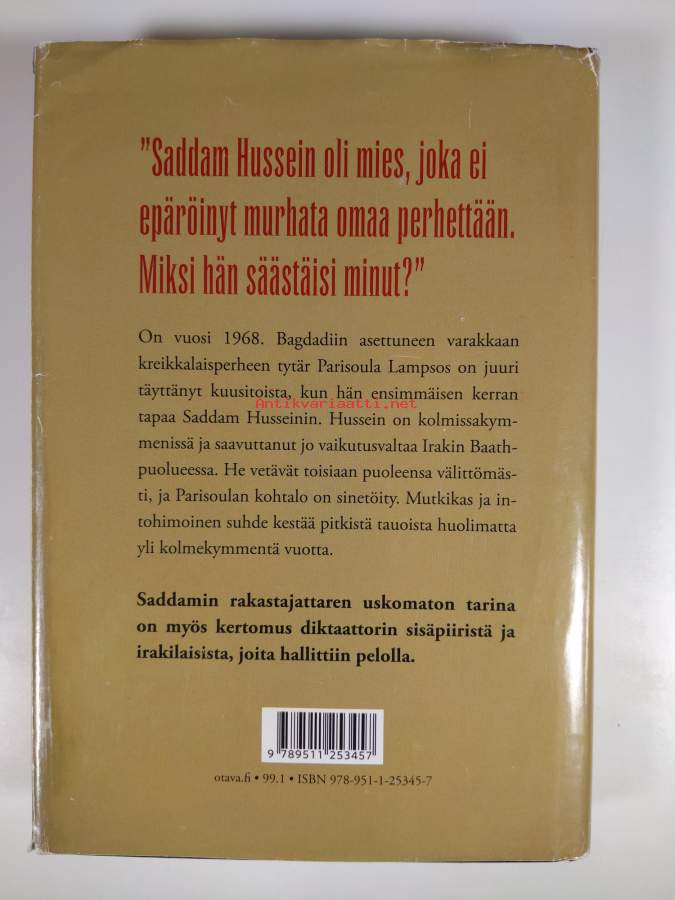 "Saddam Hussein oli mies, joka ei
epäröinyt murhata omaa perhettään.
Miksi hän säästäisi minut?"
On vuosi 1968. Bagdadiin asettuneen varakkaan
kreikkalaisperheen tytär Parisoula Lampsos on juuri
täyttänyt kuusitoista, kun hän ensimmäisen kerran
Antikvariaatti.net
tapaa Saddam Husseinin. Hussein on kolmissakym-
menissä ja saavuttanut jo vaikutusvaltaa Irakin Baath-
puolueessa. He vetävät toisiaan puoleensa välittömäs-
ti, ja Parisoulan kohtalo on sinetöity. Mutkikas ja in-
tohimoinen suhde kestää pitkistä tauoista huolimatta
yli kolmekymmentä vuotta.
Saddamin rakastajattaren uskomaton tarina
on myös kertomus diktaattorin sisäpiiristä ja
irakilaisista, joita hallittiin pelolla.
9 789511 253457
otava.fi • 99.1 • ISBN 978-951-1-25345-7